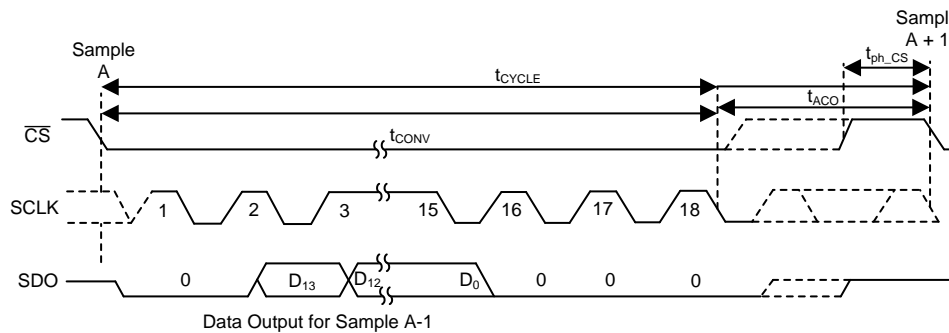 Sample
A
Sampl
A + 1
tph_CS
tCYCLE
tACO
CS
tCONV
SCLK
1 2 3 15 16 17 18
SDO
0 D13 D12 D0 0 0 0
Data Output for Sample A-1